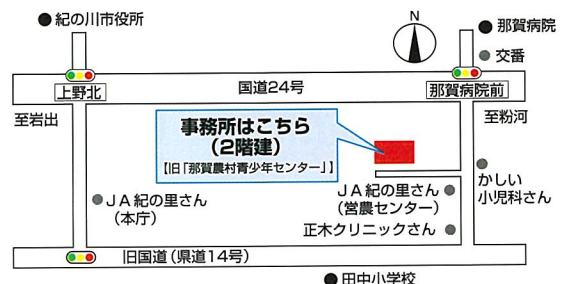 紀の川市役所
N
那賀病院
交番
上野北
国道24号
那賀病院前
至岩出
至粉河
事務所はこちら
（2階建）
【旧「那賀農村青少年センター」】
かしい
小児科さん
JA紀の里さん
（本庁）
JA紀の里さん
（営農センター）
正木クリニックさん
旧国道（県道14号）
田中小学校